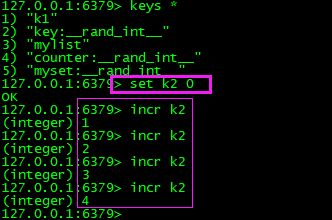 127.0.0.1:6379> keys *
1) "k1"
2) "key:__rand_int__"
3) "mylist"
4) "counter:__rand_int__"
5) "myset:__rand_int__"
127.0.0.1:6379> set k2 0
OK
127.0.0.1:6379> incr k2
(integer) 1
127.0.0.1:6379> incr k2
(integer) 2
127.0.0.1:6379> incr k2
(integer) 3
127.0.0.1:6379> incr k2
(integer) 4
127.0.0.1:6379>